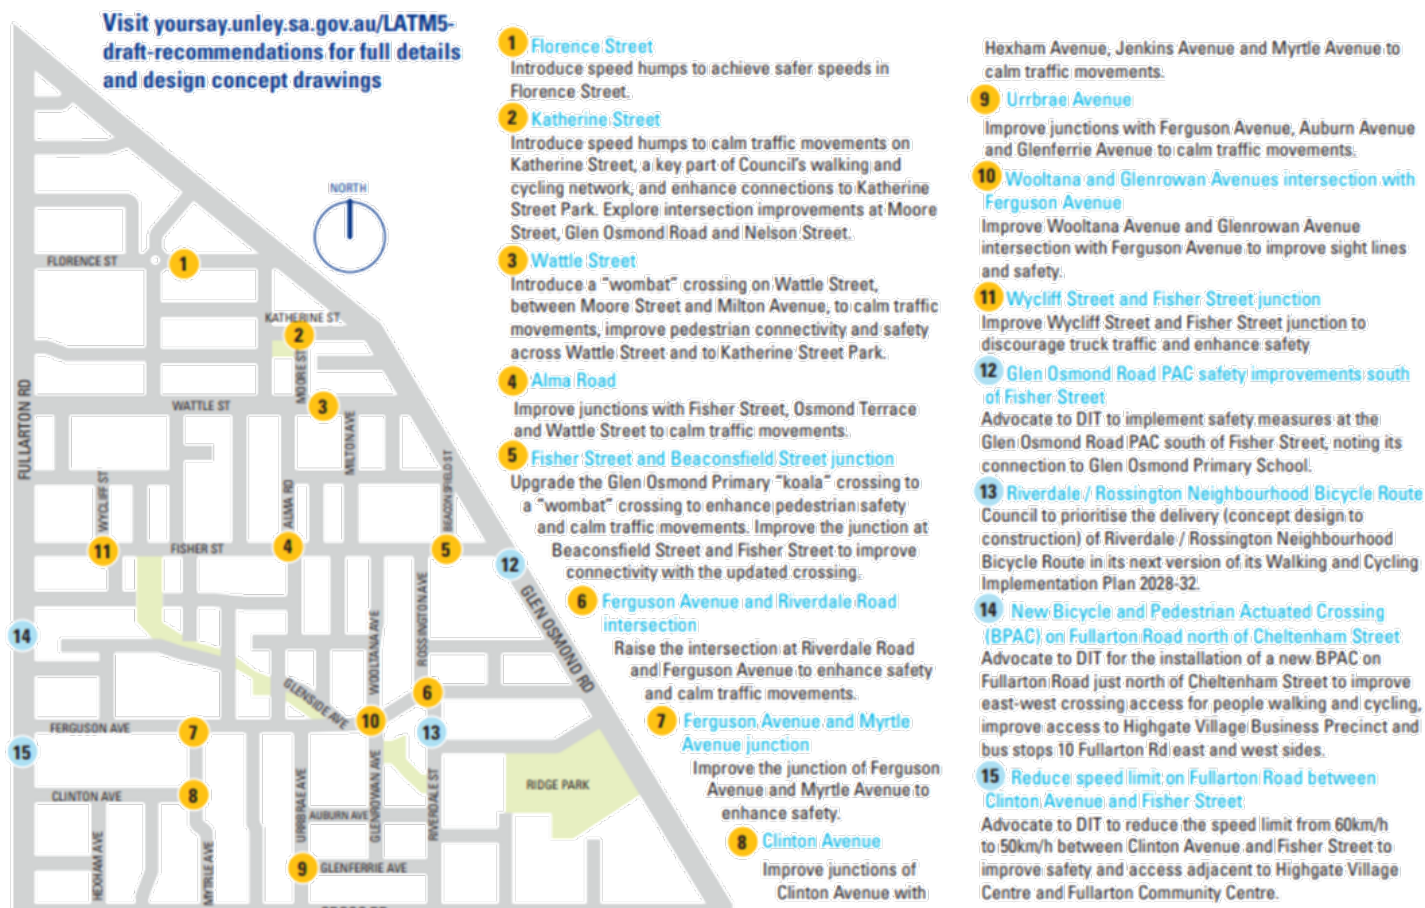 Visit yoursay.unley.sa.gov.au/LATM5-
draft-recommendations for full details
and design concept drawings
NORTH
FLORENCE ST
1
KATHERINE ST
2
MOORE ST
WATTLE ST
3
MILTON AVE
FULLARTON RD
WYCLIFF ST
ALMA RD
BEACONSFIELD ST
11
FISHER ST
4
5
12
GLEN OSMOND RD
14
WOOLTANA AVE
ROSSINGTON AVE
GLENSIDE AVE
6
FERGUSON AVE
7
10
13
15
CLINTON AVE
8
URRBRAE AVE
AUBURN AVE
GLENROWAN AVE
RIVERDALE ST
RIDGE PARK
HEXHAM AVE
MYRTLE AVE
9
GLENFERRIE AVE
1 Florence Street
Introduce speed humps to achieve safer speeds in
Florence Street.
2 Katherine Street
Introduce speed humps to calm traffic movements on
Katherine Street, a key part of Council's walking and
cycling network, and enhance connections to Katherine
Street Park. Explore intersection improvements at Moore
Street, Glen Osmond Road and Nelson Street.
3 Wattle Street
Introduce a “wombat” crossing on Wattle Street,
between Moore Street and Milton Avenue, to calm traffic
movements, improve pedestrian connectivity and safety
across Wattle Street and to Katherine Street Park.
4 Alma Road
Improve junctions with Fisher Street, Osmond Terrace
and Wattle Street to calm traffic movements.
5 Fisher Street and Beaconsfield Street junction
Upgrade the Glen Osmond Primary “koala” crossing to
a “wombat” crossing to enhance pedestrian safety
and calm traffic movements. Improve the junction at
Beaconsfield Street and Fisher Street to improve
connectivity with the updated crossing.
6 Ferguson Avenue and Riverdale Road
intersection
Raise the intersection at Riverdale Road
and Ferguson Avenue to enhance safety
and calm traffic movements.
7 Ferguson Avenue and Myrtle
Avenue junction
Improve the junction of Ferguson
Avenue and Myrtle Avenue to
enhance safety.
8 Clinton Avenue
Improve junctions of
Clinton Avenue with
Hexham Avenue, Jenkins Avenue and Myrtle Avenue to
calm traffic movements.
9 Urrbrae Avenue
Improve junctions with Ferguson Avenue, Auburn Avenue
and Glenferrie Avenue to calm traffic movements.
10 Wooltana and Glenrowan Avenues intersection with
Ferguson Avenue
Improve Wooltana Avenue and Glenrowan Avenue
intersection with Ferguson Avenue to improve sight lines
and safety.
11 Wycliff Street and Fisher Street junction
Improve Wycliff Street and Fisher Street junction to
discourage truck traffic and enhance safety
12 Glen Osmond Road PAC safety improvements south
of Fisher Street
Advocate to DIT to implement safety measures at the
Glen Osmond Road PAC south of Fisher Street, noting its
connection to Glen Osmond Primary School.
13 Riverdale / Rossington Neighbourhood Bicycle Route
Council to prioritise the delivery (concept design to
construction) of Riverdale / Rossington Neighbourhood
Bicycle Route in its next version of its Walking and Cycling
Implementation Plan 2028-32.
14 New Bicycle and Pedestrian Actuated Crossing
(BPAC) on Fullarton Road north of Cheltenham Street
Advocate to DIT for the installation of a new BPAC on
Fullarton Road just north of Cheltenham Street to improve
east-west crossing access for people walking and cycling,
improve access to Highgate Village Business Precinct and
bus stops 10 Fullarton Rd east and west sides.
15 Reduce speed limit on Fullarton Road between
Clinton Avenue and Fisher Street
Advocate to DIT to reduce the speed limit from 60km/h
to 50km/h between Clinton Avenue and Fisher Street to
improve safety and access adjacent to Highgate Village
Centre and Fullarton Community Centre.